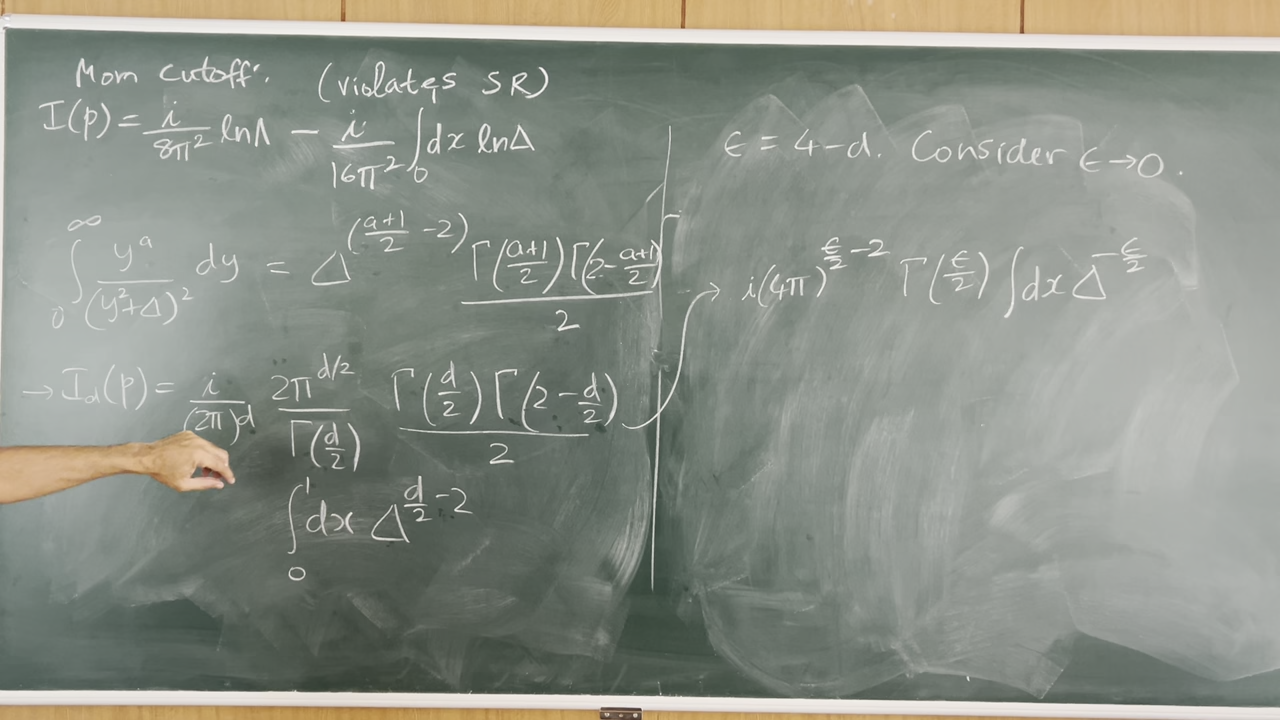 Mom cutoff: (violates SR)
I(p) = i/8π² lnΛ − i/16π² ∫₀ dx lnΔ
∫₀^∞ y^a/(y²+Δ)² dy = Δ^((a+1)/2 − 2) Γ((a+1)/2) Γ(2 − (a+1)/2) / 2
→ I_d(p) = i/(2π)^d 2π^(d/2)/Γ(d/2) Γ(d/2) Γ(2 − d/2) / 2
∫₀¹ dx Δ^(d/2 − 2)
ϵ = 4−d. Consider ϵ→0.
→ i(4π)^(ϵ/2 − 2) Γ(ϵ/2) ∫dx Δ^(−ϵ/2)